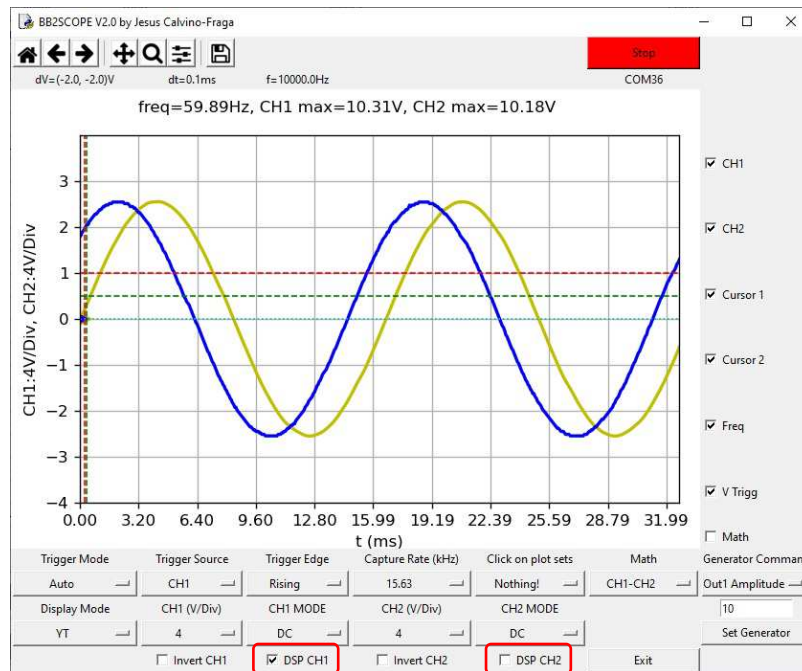 BB2SCOPE V2.0 by Jesus Calvino-Fraga
Stop
dV=(-2.0, -2.0)V dt=0.1ms f=10000.0Hz COM36
freq=59.89Hz, CH1 max=10.31V, CH2 max=10.18V
CH1:4V/Div, CH2:4V/Div
3
2
1
0
−1
−2
−3
−4
0.00 3.20 6.40 9.60 12.80 15.99 19.19 22.39 25.59 28.79 31.99
t (ms)
CH1
CH2
Cursor 1
Cursor 2
Freq
V Trigg
Math
Trigger Mode Trigger Source Trigger Edge Capture Rate (kHz) Click on plot sets Math Generator Comman
Auto CH1 Rising 15.63 Nothing! CH1-CH2 Out1 Amplitude
Display Mode CH1 (V/Div) CH1 MODE CH2 (V/Div) CH2 MODE 10
YT 4 DC 4 DC Set Generator
Invert CH1 DSP CH1 Invert CH2 DSP CH2 Exit